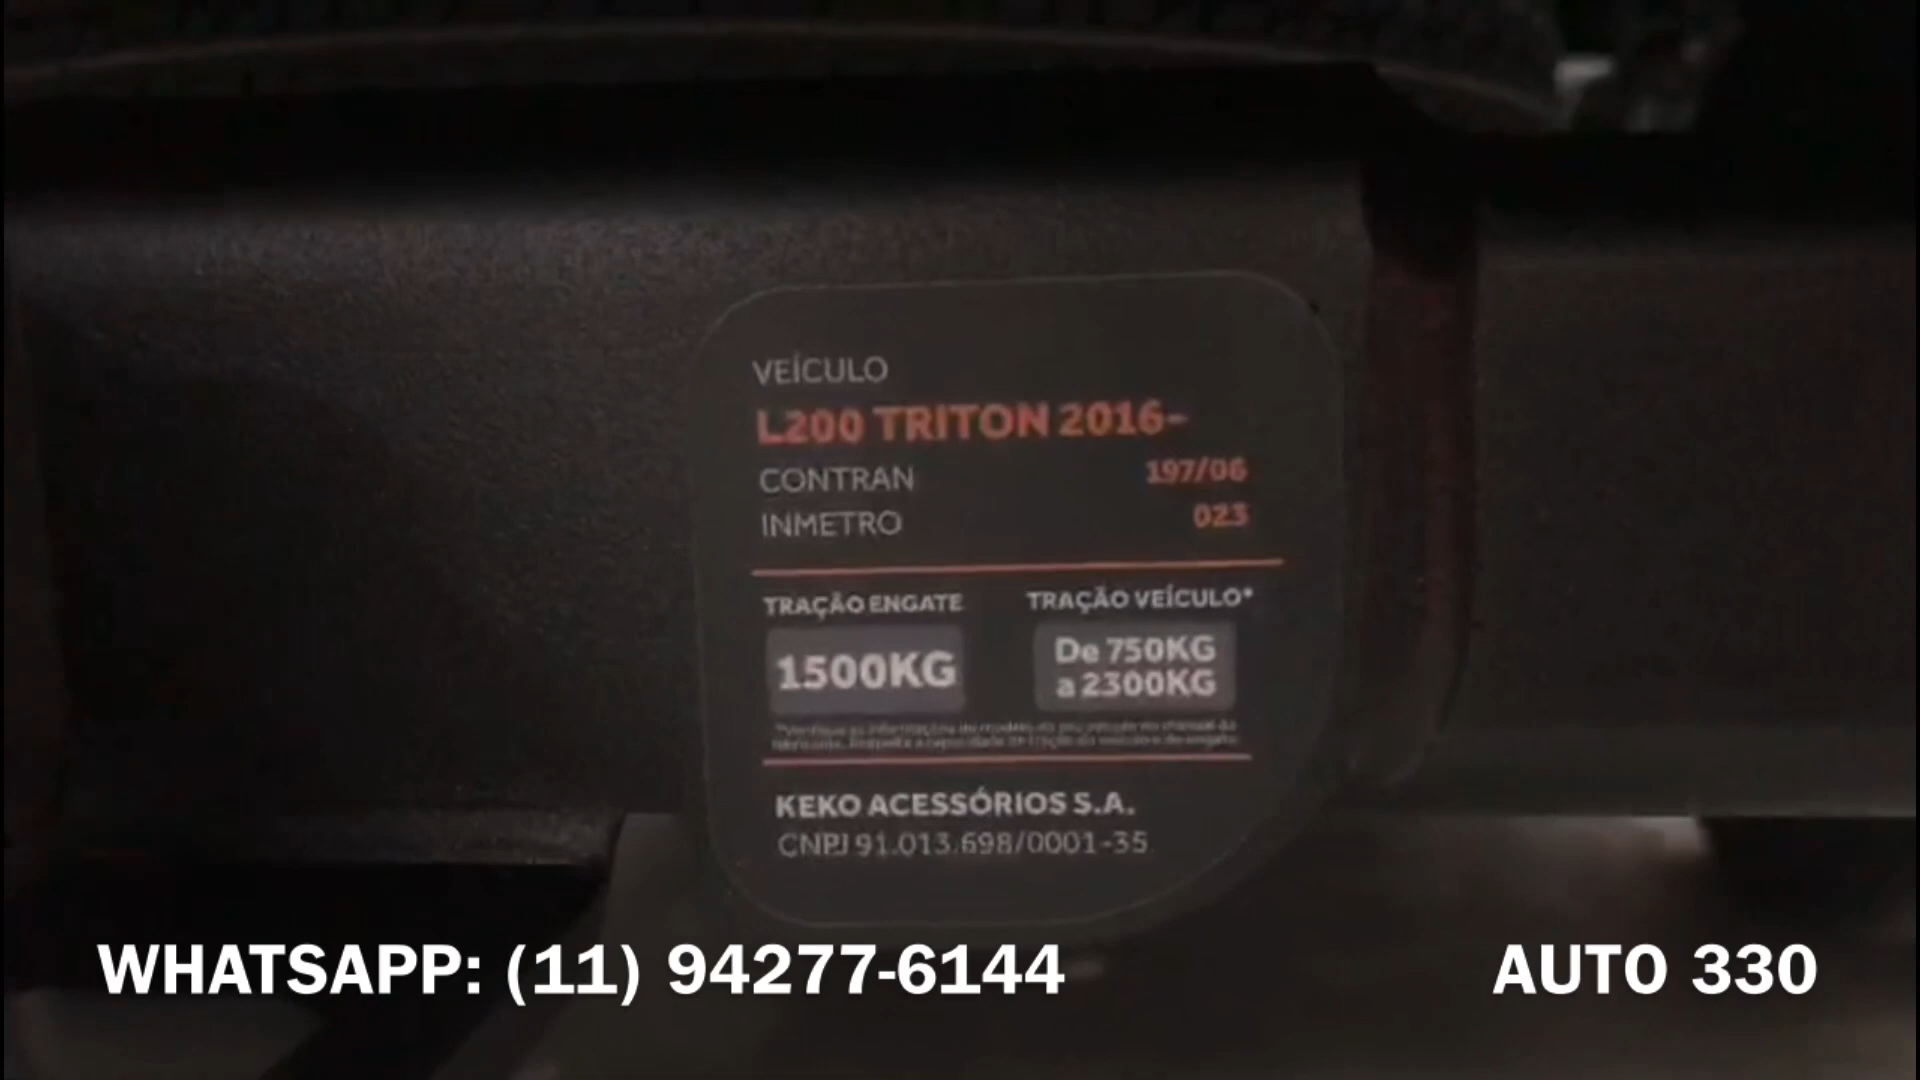 VEÍCULO
L200 TRITON 2016-
CONTRAN 197/06
INMETRO 023
TRAÇÃO ENGATE TRAÇÃO VEÍCULO*
1500KG De 750KG
a 2300KG
KEKO ACESSÓRIOS S.A.
CNPJ 91.013.698/0001-35
WHATSAPP: (11) 94277-6144 AUTO 330